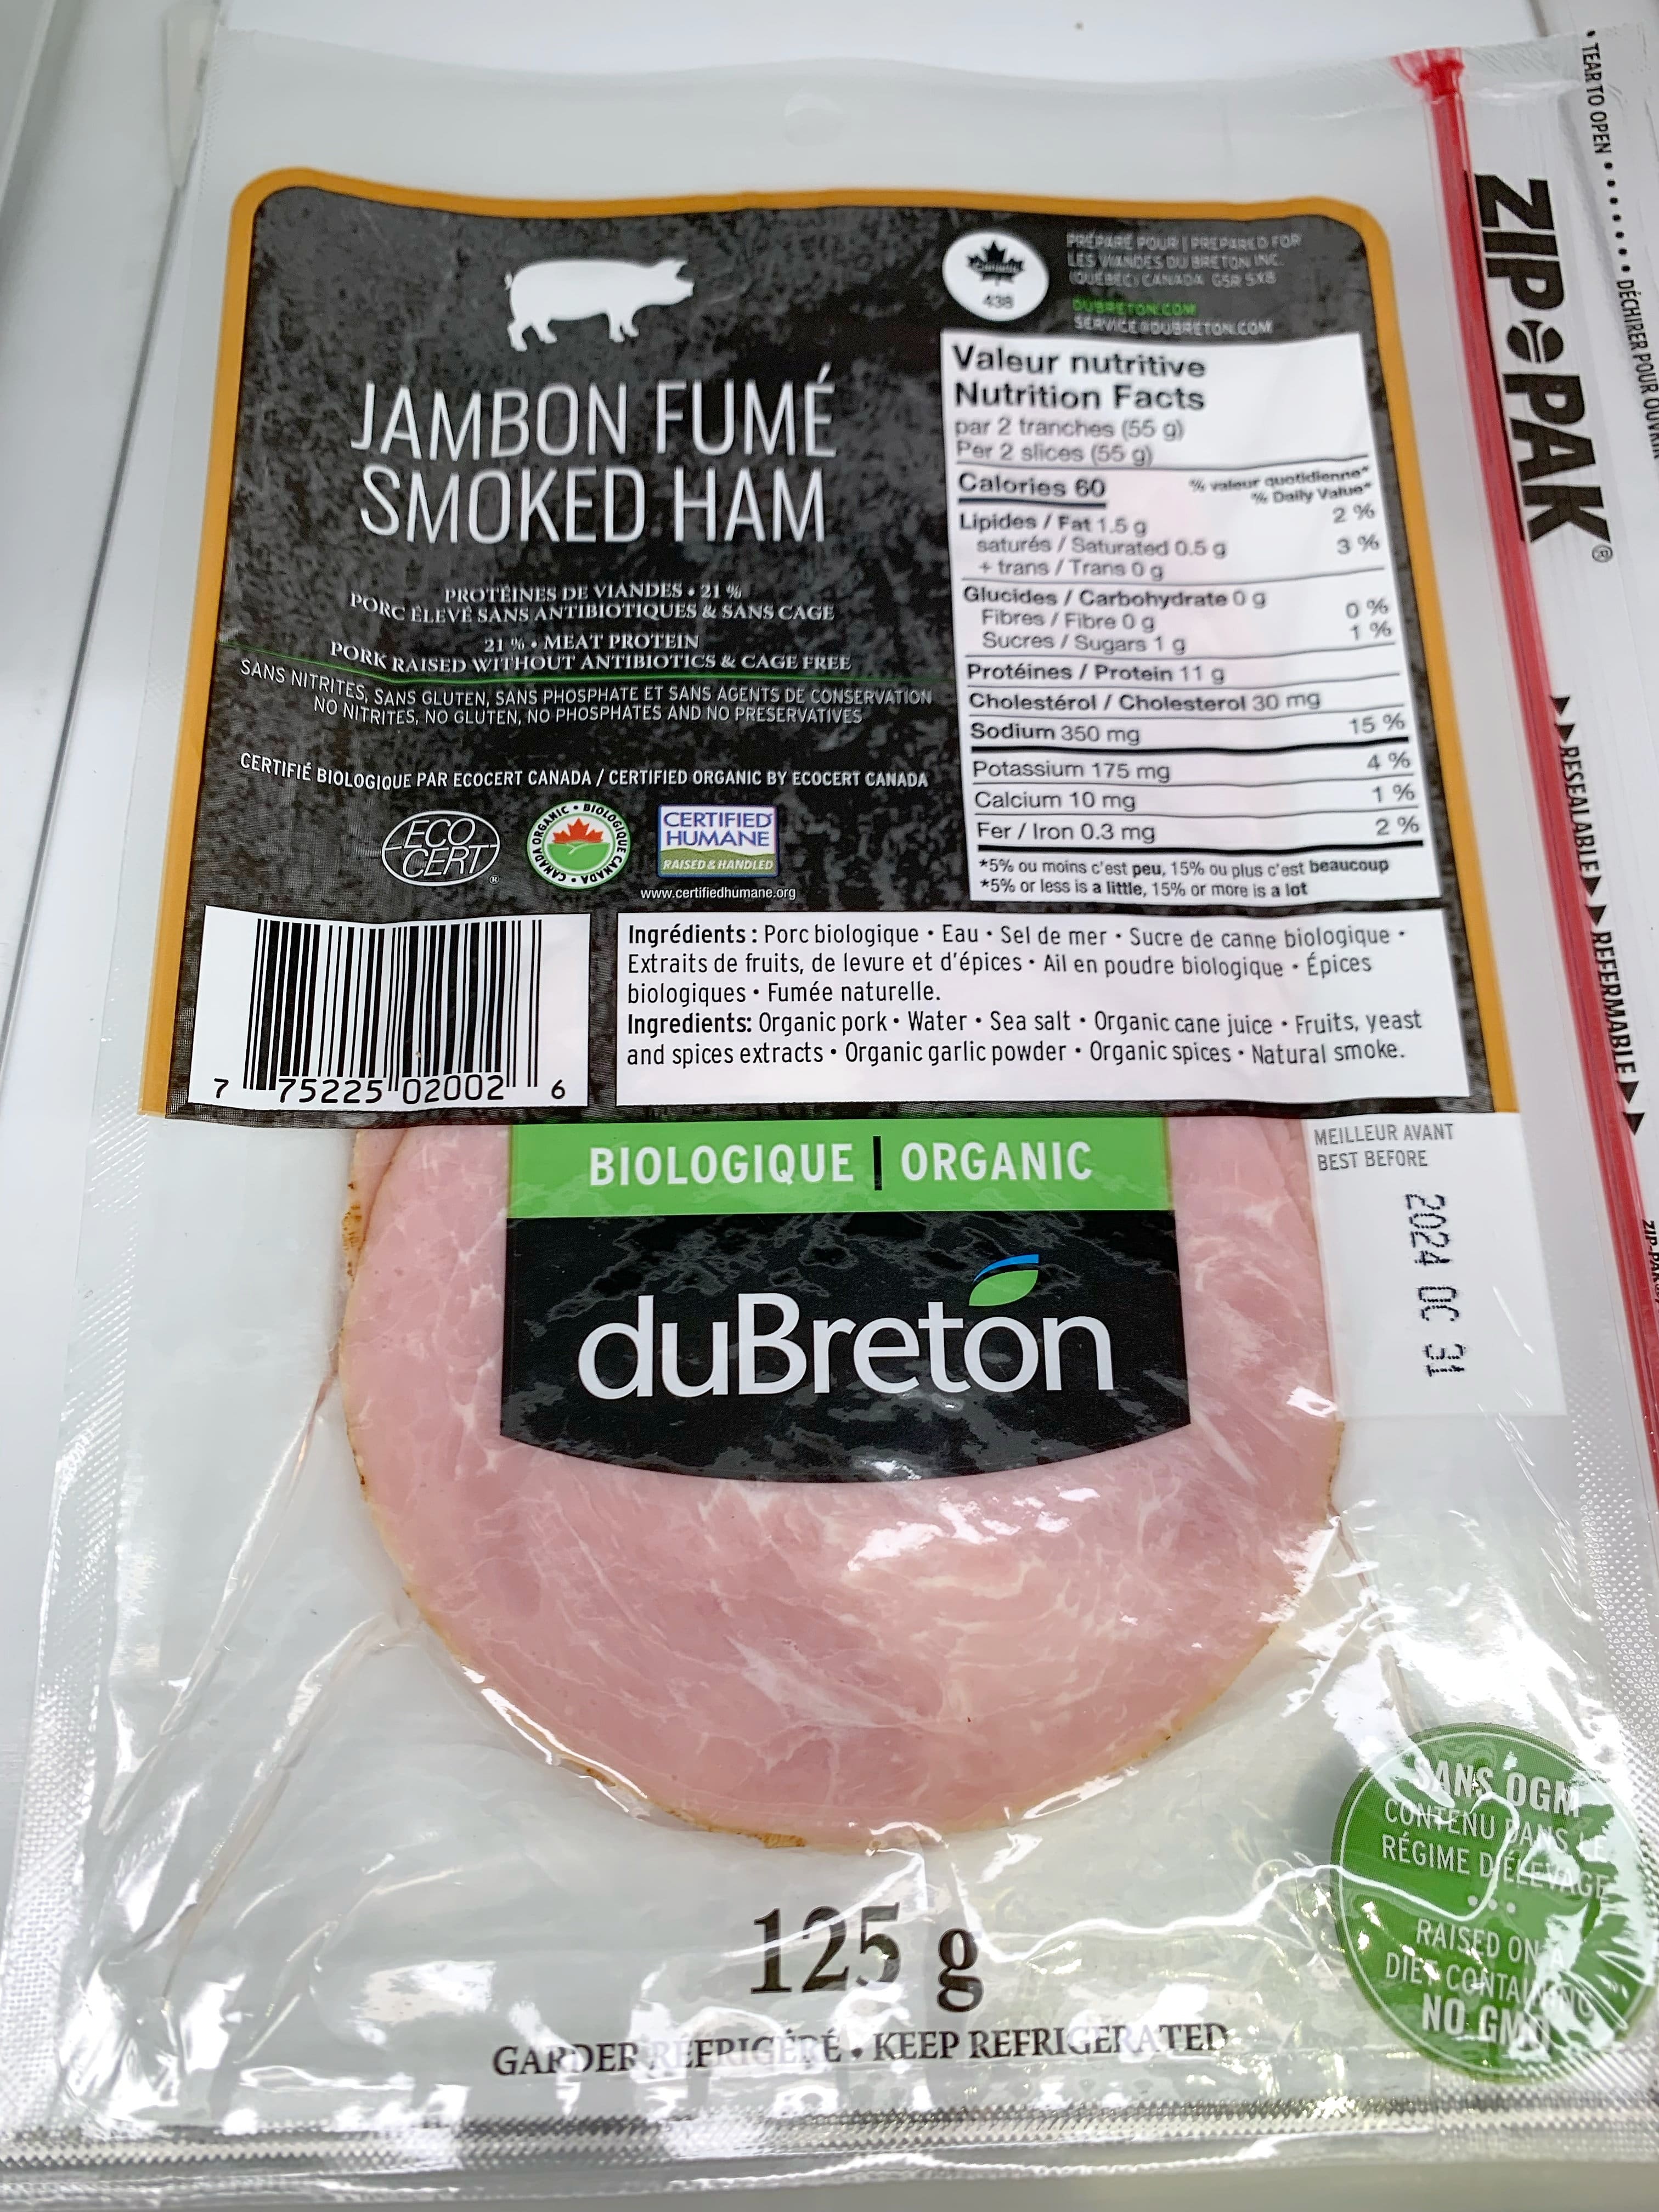 • TEAR TO OPEN • • • • • • • DÉCHIRER POUR OUVRIR
ZIP PAK®
▶▶RESEALABLE▶▶REFERMABLE▶▶
Canada
438
PRÉPARÉ POUR | PREPARED FOR
LES VIANDES DU BRETON INC.
(QUÉBEC) CANADA G5R 5X8
DUBRETON.COM
SERVICE@DUBRETON.COM
JAMBON FUMÉ
SMOKED HAM
PROTÉINES DE VIANDES • 21 %
PORC ÉLEVÉ SANS ANTIBIOTIQUES & SANS CAGE
21 % • MEAT PROTEIN
PORK RAISED WITHOUT ANTIBIOTICS & CAGE FREE
SANS NITRITES, SANS GLUTEN, SANS PHOSPHATE ET SANS AGENTS DE CONSERVATION
NO NITRITES, NO GLUTEN, NO PHOSPHATES AND NO PRESERVATIVES
CERTIFIÉ BIOLOGIQUE PAR ECOCERT CANADA / CERTIFIED ORGANIC BY ECOCERT CANADA
ECO
CERT®
CANADA ORGANIC • BIOLOGIQUE CANADA •
CERTIFIED
HUMANE
RAISED & HANDLED
www.certifiedhumane.org
Valeur nutritive
Nutrition Facts
par 2 tranches (55 g)
Per 2 slices (55 g)
Calories 60 % valeur quotidienne*
% Daily Value*
Lipides / Fat 1.5 g 2 %
saturés / Saturated 0.5 g 3 %
+ trans / Trans 0 g
Glucides / Carbohydrate 0 g
Fibres / Fibre 0 g 0 %
Sucres / Sugars 1 g 1 %
Protéines / Protein 11 g
Cholestérol / Cholesterol 30 mg
Sodium 350 mg 15 %
Potassium 175 mg 4 %
Calcium 10 mg 1 %
Fer / Iron 0.3 mg 2 %
*5% ou moins c'est peu, 15% ou plus c'est beaucoup
*5% or less is a little, 15% or more is a lot
7 75225 02002 6
Ingrédients : Porc biologique • Eau • Sel de mer • Sucre de canne biologique •
Extraits de fruits, de levure et d'épices • Ail en poudre biologique • Épices
biologiques • Fumée naturelle.
Ingredients: Organic pork • Water • Sea salt • Organic cane juice • Fruits, yeast
and spices extracts • Organic garlic powder • Organic spices • Natural smoke.
BIOLOGIQUE | ORGANIC
duBreton
MEILLEUR AVANT
BEST BEFORE
2024 OC 31
SANS OGM
CONTENU DANS LE
RÉGIME D'ÉLEVAGE
• • •
RAISED ON A
DIET CONTAINING
NO GMO
125 g
GARDER RÉFRIGÉRÉ • KEEP REFRIGERATED